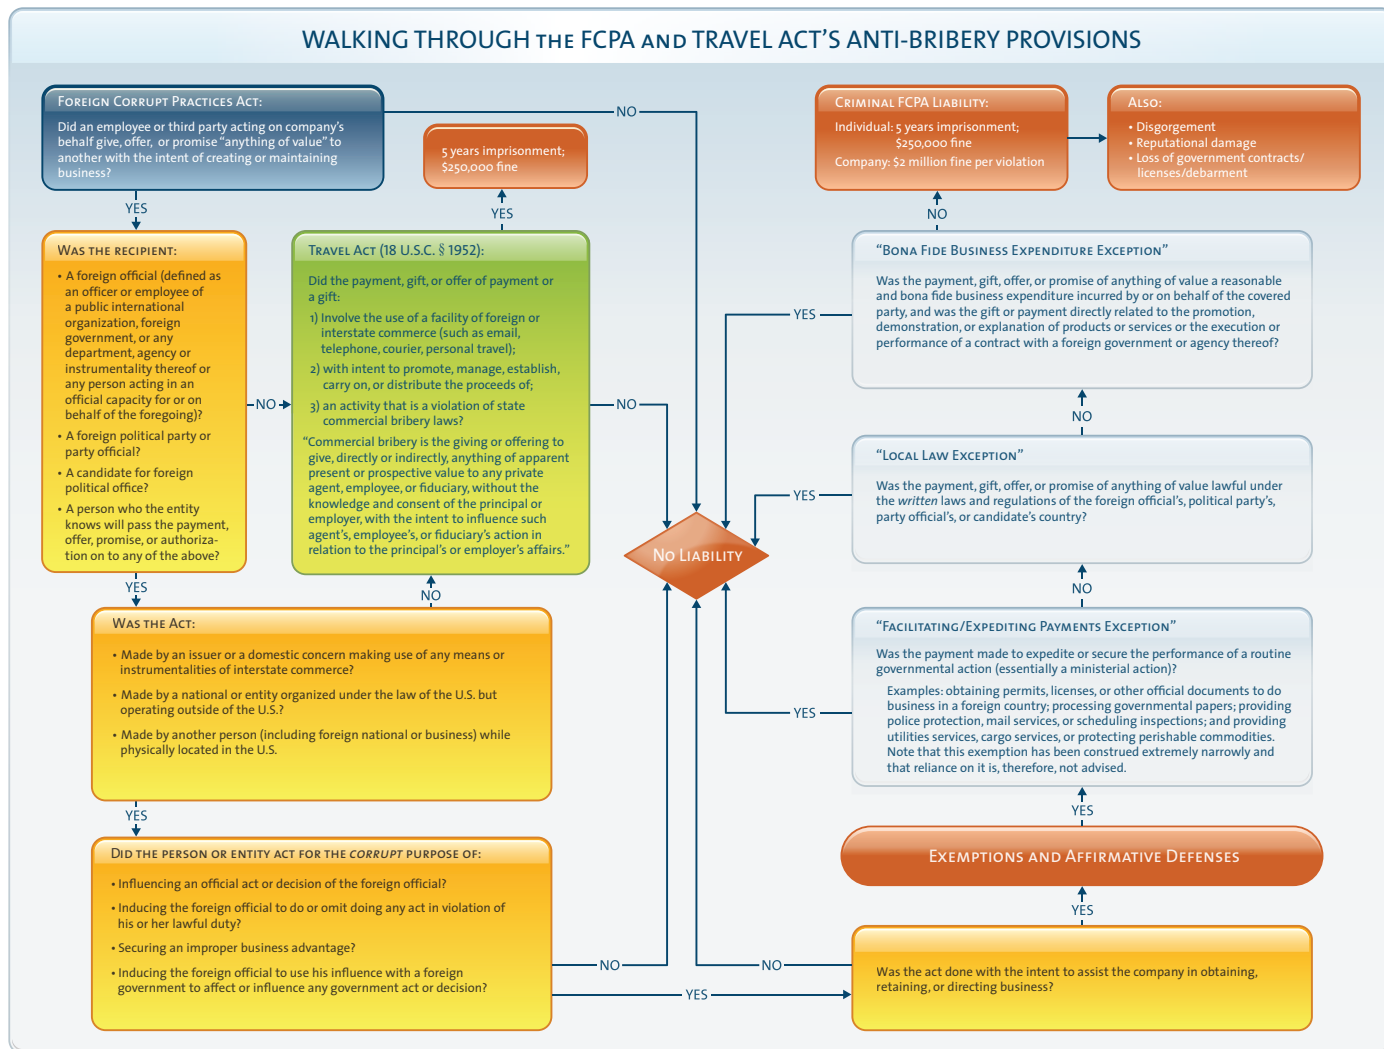 WALKING THROUGH THE FCPA AND TRAVEL ACT'S ANTI-BRIBERY PROVISIONS
FOREIGN CORRUPT PRACTICES ACT:
Did an employee or third party acting on company's
behalf give, offer, or promise “anything of value” to
another with the intent of creating or maintaining
business?
NO
YES
5 years imprisonment;
$250,000 fine
YES
WAS THE RECIPIENT:
• A foreign official (defined as
an officer or employee of
a public international
organization, foreign
government, or any
department, agency or
instrumentality thereof or
any person acting in an
official capacity for or on
behalf of the foregoing)?
• A foreign political party or
party official?
• A candidate for foreign
political office?
• A person who the entity
knows will pass the payment,
offer, promise, or authoriza-
tion on to any of the above?
NO
YES
TRAVEL ACT (18 U.S.C. § 1952):
Did the payment, gift, or offer of payment or
a gift:
1) Involve the use of a facility of foreign or
interstate commerce (such as email,
telephone, courier, personal travel);
2) with intent to promote, manage, establish,
carry on, or distribute the proceeds of;
3) an activity that is a violation of state
commercial bribery laws?
“Commercial bribery is the giving or offering to
give, directly or indirectly, anything of apparent
present or prospective value to any private
agent, employee, or fiduciary, without the
knowledge and consent of the principal or
employer, with the intent to influence such
agent's, employee's, or fiduciary's action in
relation to the principal's or employer's affairs.”
NO
NO
WAS THE ACT:
• Made by an issuer or a domestic concern making use of any means or
instrumentalities of interstate commerce?
• Made by a national or entity organized under the law of the U.S. but
operating outside of the U.S.?
• Made by another person (including foreign national or business) while
physically located in the U.S.
YES
DID THE PERSON OR ENTITY ACT FOR THE CORRUPT PURPOSE OF:
• Influencing an official act or decision of the foreign official?
• Inducing the foreign official to do or omit doing any act in violation of
his or her lawful duty?
• Securing an improper business advantage?
• Inducing the foreign official to use his influence with a foreign
government to affect or influence any government act or decision?
NO
YES
NO LIABILITY
CRIMINAL FCPA LIABILITY:
Individual: 5 years imprisonment;
$250,000 fine
Company: $2 million fine per violation
ALSO:
• Disgorgement
• Reputational damage
• Loss of government contracts/
licenses/debarment
NO
“BONA FIDE BUSINESS EXPENDITURE EXCEPTION”
Was the payment, gift, offer, or promise of anything of value a reasonable
and bona fide business expenditure incurred by or on behalf of the covered
party, and was the gift or payment directly related to the promotion,
demonstration, or explanation of products or services or the execution or
performance of a contract with a foreign government or agency thereof?
YES
NO
“LOCAL LAW EXCEPTION”
Was the payment, gift, offer, or promise of anything of value lawful under
the written laws and regulations of the foreign official's, political party's,
party official's, or candidate's country?
YES
NO
“FACILITATING/EXPEDITING PAYMENTS EXCEPTION”
Was the payment made to expedite or secure the performance of a routine
governmental action (essentially a ministerial action)?
Examples: obtaining permits, licenses, or other official documents to do
business in a foreign country; processing governmental papers; providing
police protection, mail services, or scheduling inspections; and providing
utilities services, cargo services, or protecting perishable commodities.
Note that this exemption has been construed extremely narrowly and
that reliance on it is, therefore, not advised.
YES
YES
EXEMPTIONS AND AFFIRMATIVE DEFENSES
YES
NO
Was the act done with the intent to assist the company in obtaining,
retaining, or directing business?